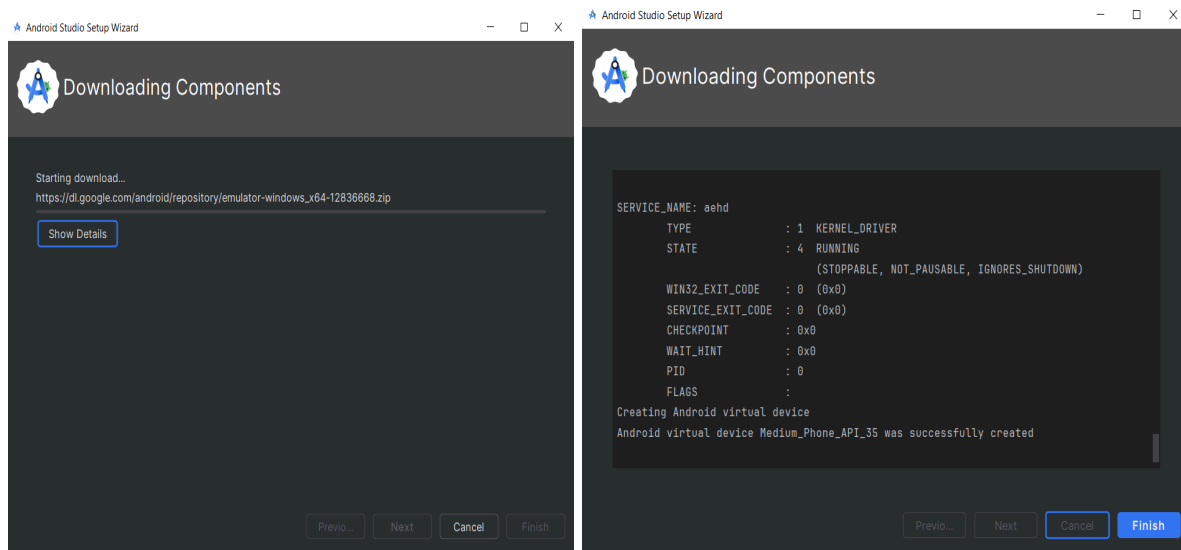 Android Studio Setup Wizard
Downloading Components
Starting download...
https://dl.google.com/android/repository/emulator-windows_x64-12836668.zip
Show Details
Previo... Next Cancel Finish
Android Studio Setup Wizard
Downloading Components
SERVICE_NAME: aehd
TYPE : 1 KERNEL_DRIVER
STATE : 4 RUNNING
(STOPPABLE, NOT_PAUSABLE, IGNORES_SHUTDOWN)
WIN32_EXIT_CODE : 0 (0x0)
SERVICE_EXIT_CODE : 0 (0x0)
CHECKPOINT : 0x0
WAIT_HINT : 0x0
PID : 0
FLAGS :
Creating Android virtual device
Android virtual device Medium_Phone_API_35 was successfully created
Previo... Next Cancel Finish